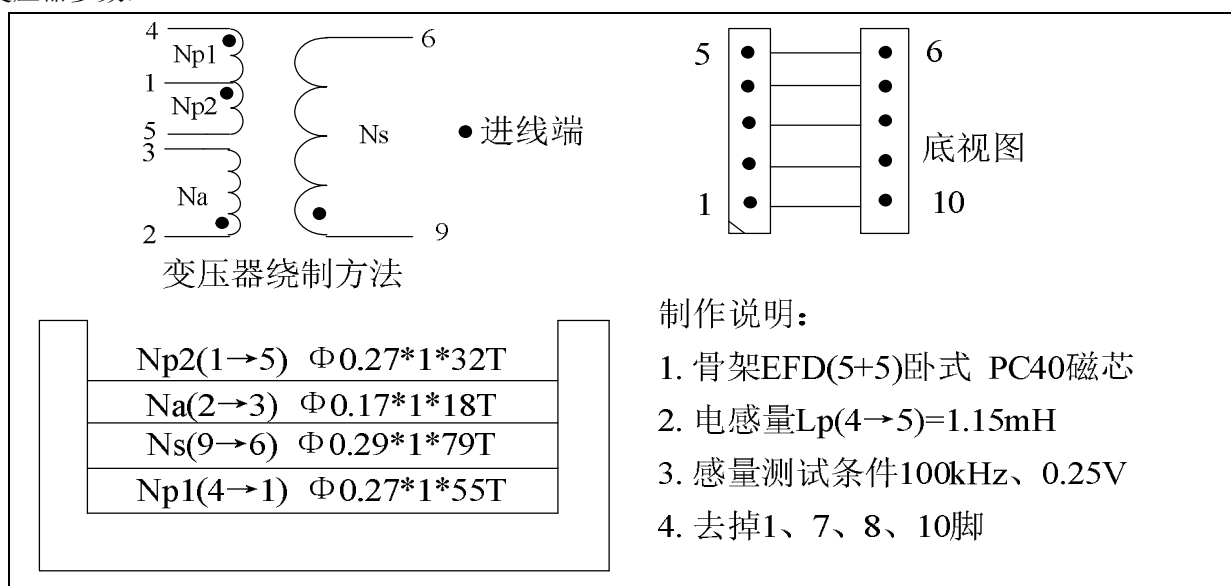 4
Np1
1
Np2
5
3
Na
2
6
Ns
9
●进线端
5
6
底视图
1
10
变压器绕制方法
Np2(1→5) Φ0.27*1*32T
Na(2→3) Φ0.17*1*18T
Ns(9→6) Φ0.29*1*79T
Np1(4→1) Φ0.27*1*55T
制作说明：
1. 骨架EFD(5+5)卧式 PC40磁芯
2. 电感量Lp(4→5)=1.15mH
3. 感量测试条件100kHz、0.25V
4. 去掉1、7、8、10脚